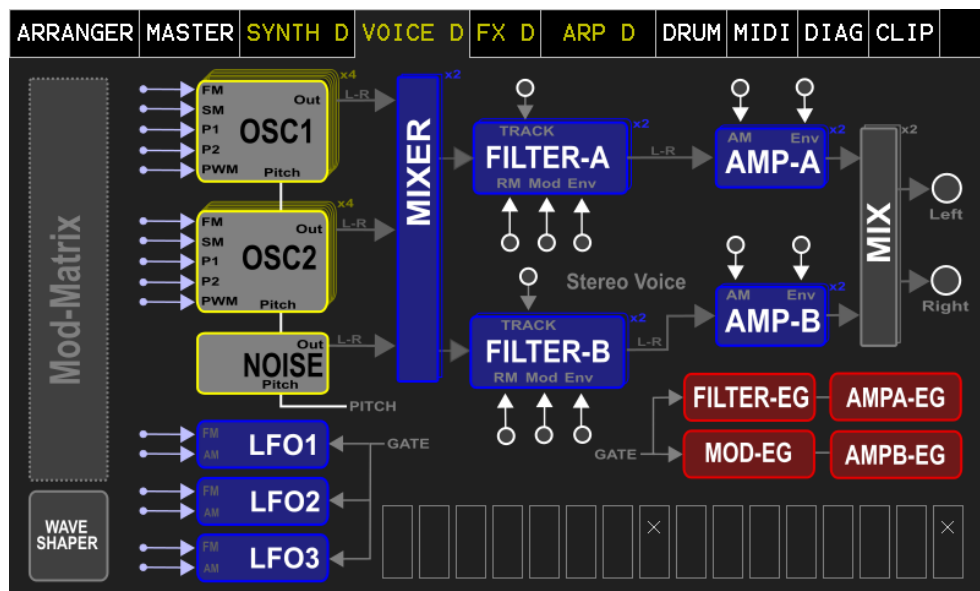 ARRANGER MASTER SYNTH D VOICE D FX D ARP D DRUM MIDI DIAG CLIP
Mod-Matrix
WAVE
SHAPER
x4
FM
SM
P1
P2
PWM
Out
OSC1
Pitch
L-R
x4
FM
SM
P1
P2
PWM
Out
OSC2
Pitch
L-R
Out
NOISE
Pitch
L-R
PITCH
FM
AM
LFO1
GATE
FM
AM
LFO2
FM
AM
LFO3
x2
MIXER
x2
TRACK
FILTER-A
RM Mod Env
L-R
Stereo Voice
x2
TRACK
FILTER-B
RM Mod Env
L-R
x2
AM Env
AMP-A
x2
AM Env
AMP-B
x2
MIX
Left
Right
GATE
FILTER-EG AMPA-EG
MOD-EG AMPB-EG